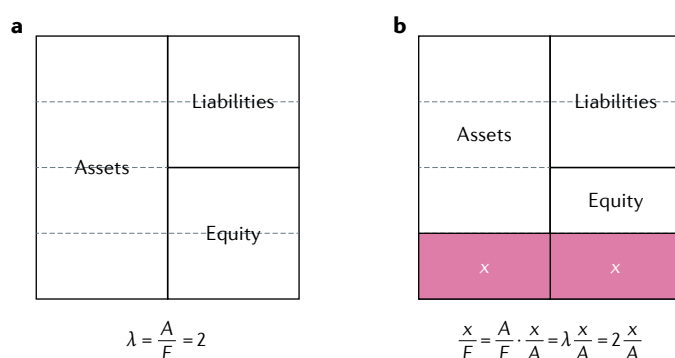 a
Liabilities
Assets
Equity
λ = A/E = 2
b
Liabilities
Assets
Equity
x x
x/E = A/E · x/A = λ x/A = 2 x/A